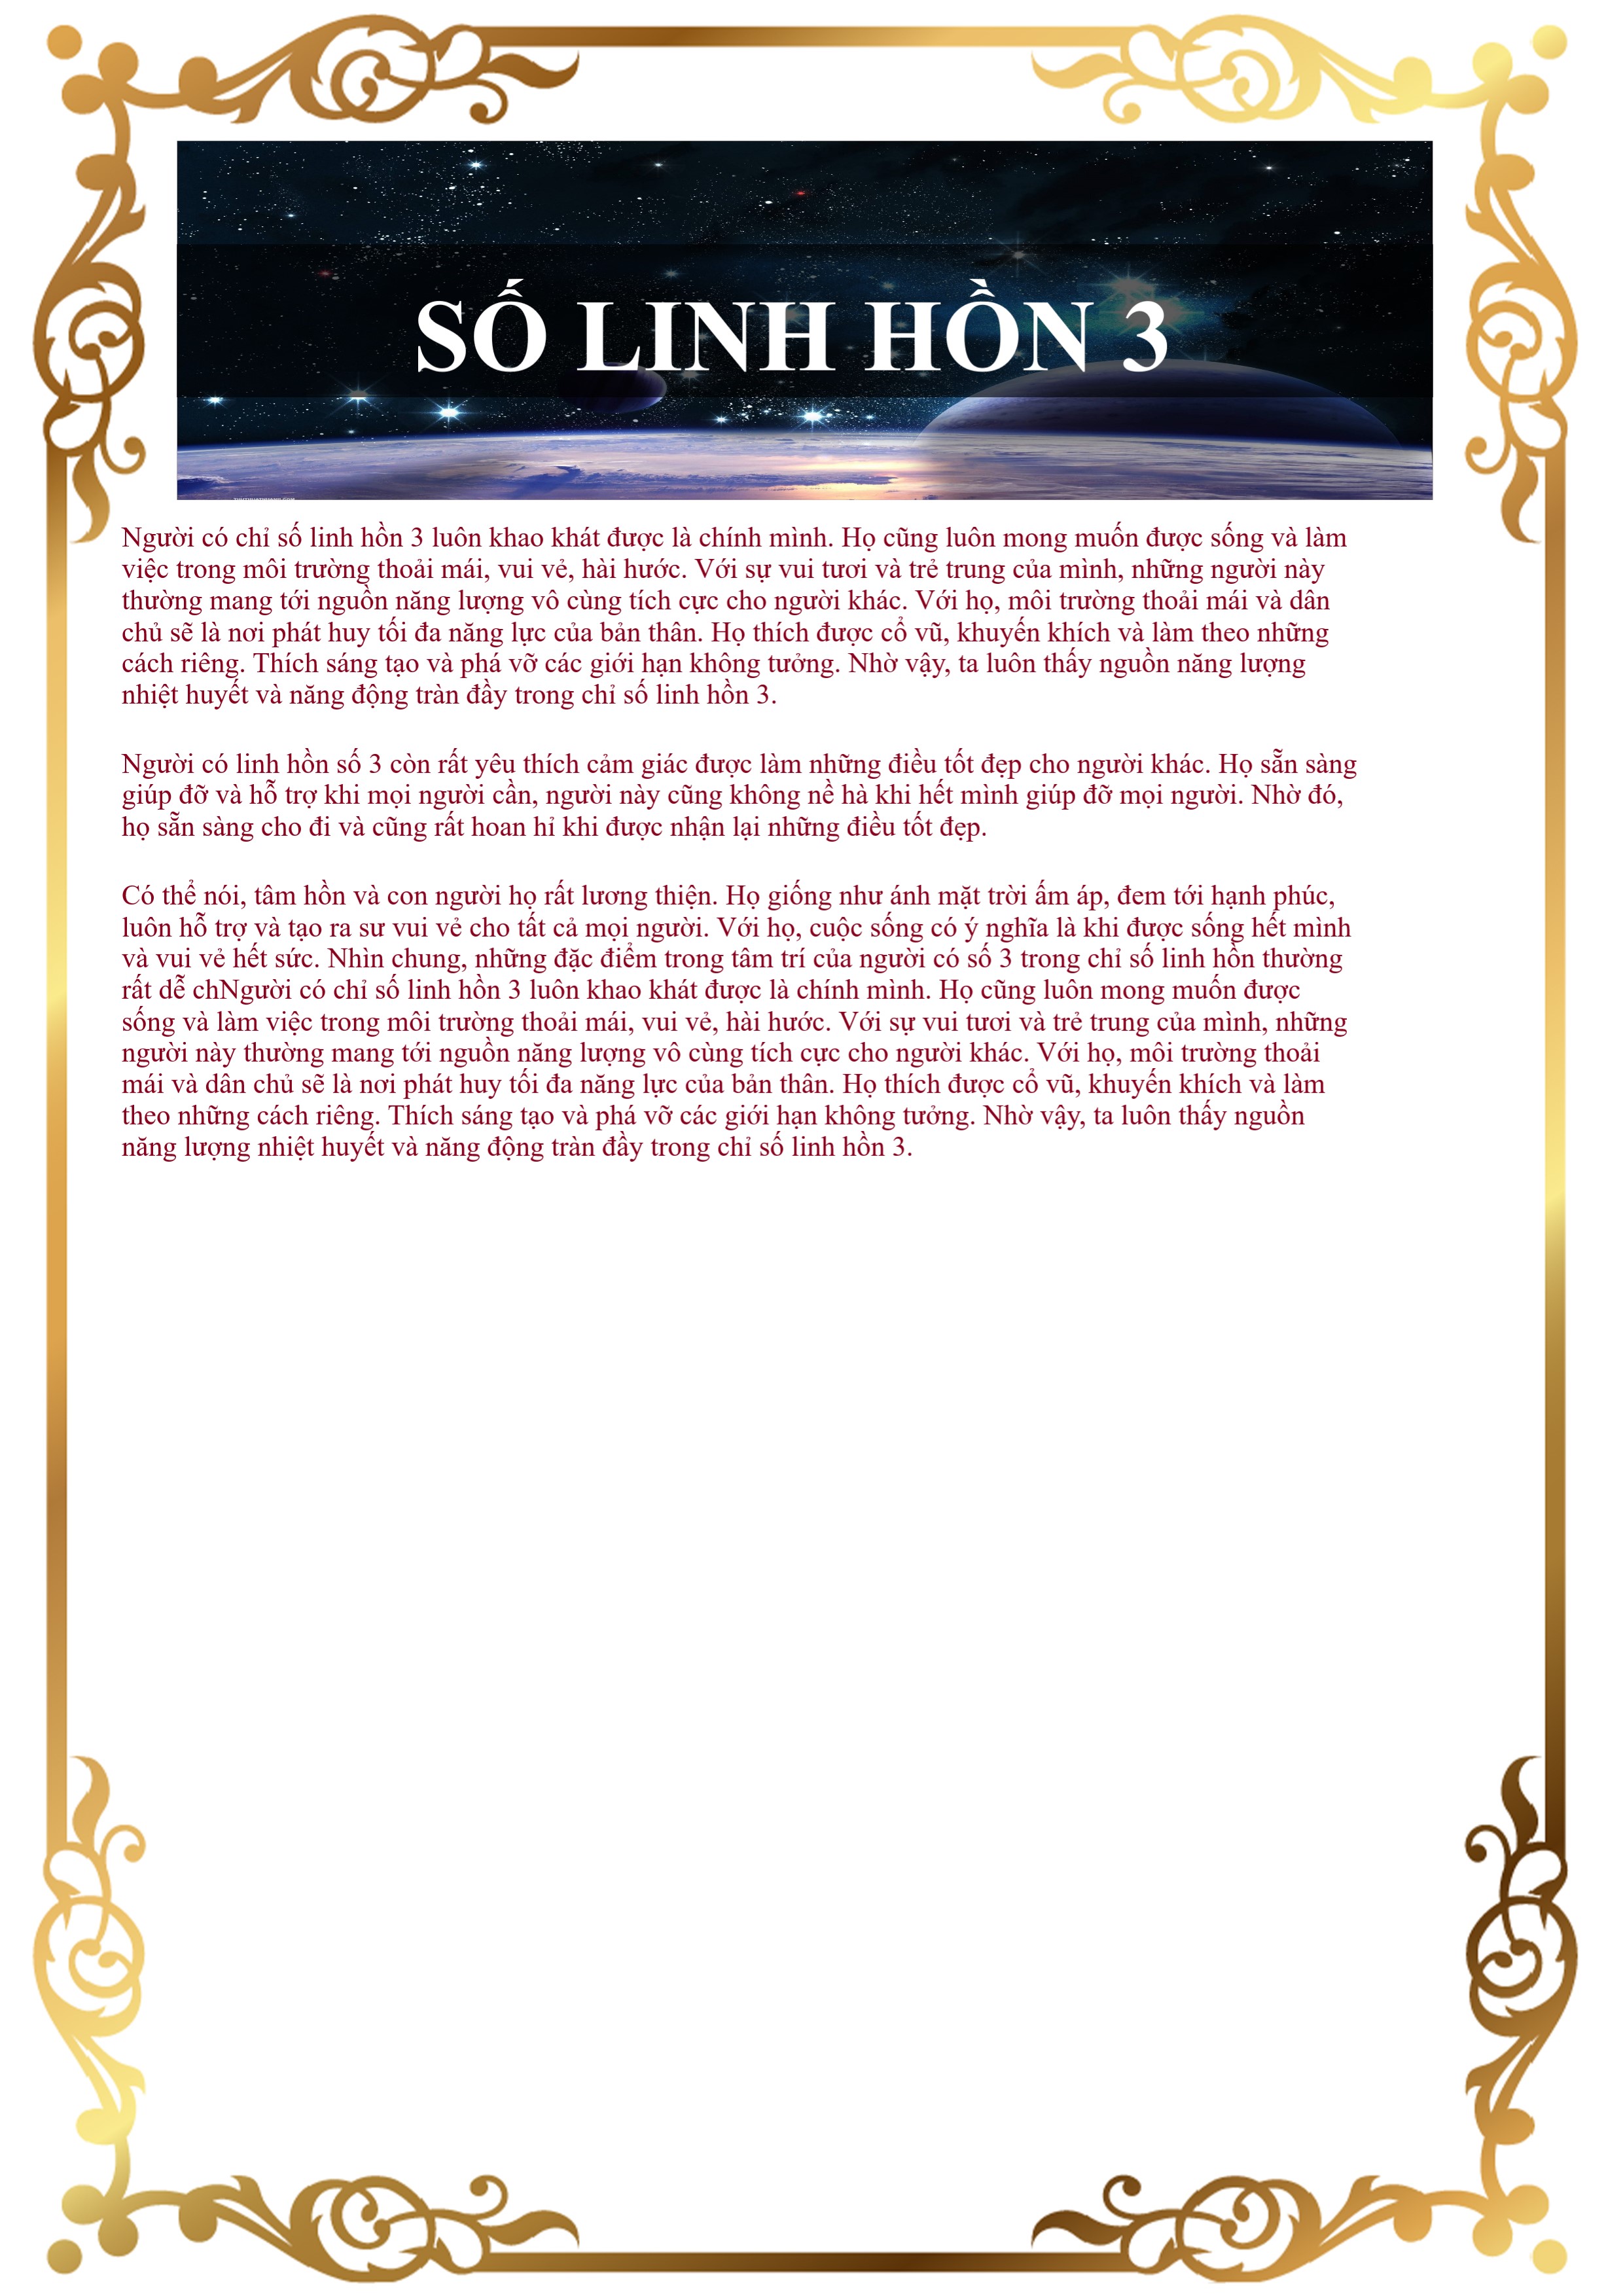 SỐ LINH HỒN 3
Người có chỉ số linh hồn 3 luôn khao khát được là chính mình. Họ cũng luôn mong muốn được sống và làm
việc trong môi trường thoải mái, vui vẻ, hài hước. Với sự vui tươi và trẻ trung của mình, những người này
thường mang tới nguồn năng lượng vô cùng tích cực cho người khác. Với họ, môi trường thoải mái và dân
chủ sẽ là nơi phát huy tối đa năng lực của bản thân. Họ thích được cổ vũ, khuyến khích và làm theo những
cách riêng. Thích sáng tạo và phá vỡ các giới hạn không tưởng. Nhờ vậy, ta luôn thấy nguồn năng lượng
nhiệt huyết và năng động tràn đầy trong chỉ số linh hồn 3.
Người có linh hồn số 3 còn rất yêu thích cảm giác được làm những điều tốt đẹp cho người khác. Họ sẵn sàng
giúp đỡ và hỗ trợ khi mọi người cần, người này cũng không nề hà khi hết mình giúp đỡ mọi người. Nhờ đó,
họ sẵn sàng cho đi và cũng rất hoan hỉ khi được nhận lại những điều tốt đẹp.
Có thể nói, tâm hồn và con người họ rất lương thiện. Họ giống như ánh mặt trời ấm áp, đem tới hạnh phúc,
luôn hỗ trợ và tạo ra sư vui vẻ cho tất cả mọi người. Với họ, cuộc sống có ý nghĩa là khi được sống hết mình
và vui vẻ hết sức. Nhìn chung, những đặc điểm trong tâm trí của người có số 3 trong chỉ số linh hồn thường
rất dễ chNgười có chỉ số linh hồn 3 luôn khao khát được là chính mình. Họ cũng luôn mong muốn được
sống và làm việc trong môi trường thoải mái, vui vẻ, hài hước. Với sự vui tươi và trẻ trung của mình, những
người này thường mang tới nguồn năng lượng vô cùng tích cực cho người khác. Với họ, môi trường thoải
mái và dân chủ sẽ là nơi phát huy tối đa năng lực của bản thân. Họ thích được cổ vũ, khuyến khích và làm
theo những cách riêng. Thích sáng tạo và phá vỡ các giới hạn không tưởng. Nhờ vậy, ta luôn thấy nguồn
năng lượng nhiệt huyết và năng động tràn đầy trong chỉ số linh hồn 3.